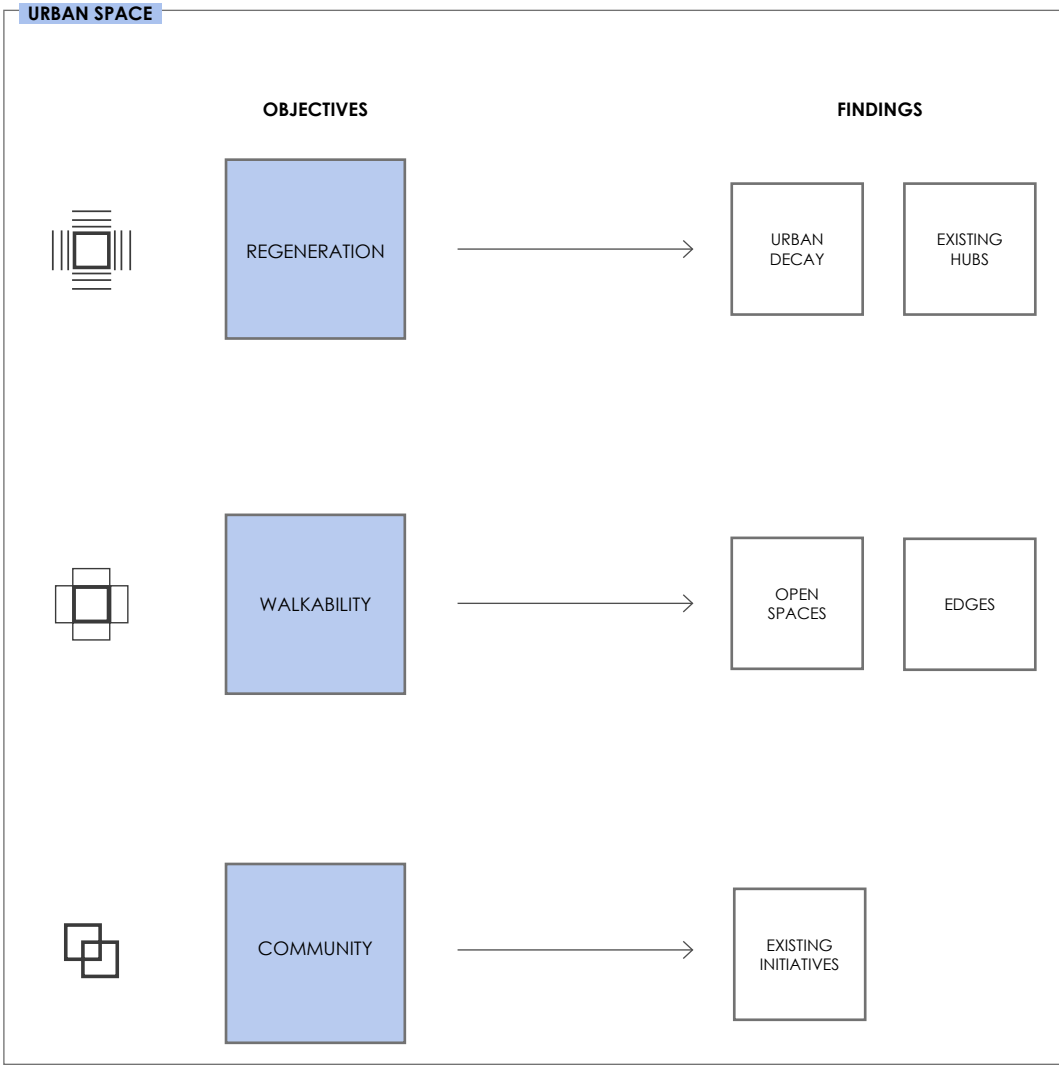 URBAN SPACE
OBJECTIVES
FINDINGS
REGENERATION
URBAN
DECAY
EXISTING
HUBS
WALKABILITY
OPEN
SPACES
EDGES
COMMUNITY
EXISTING
INITIATIVES